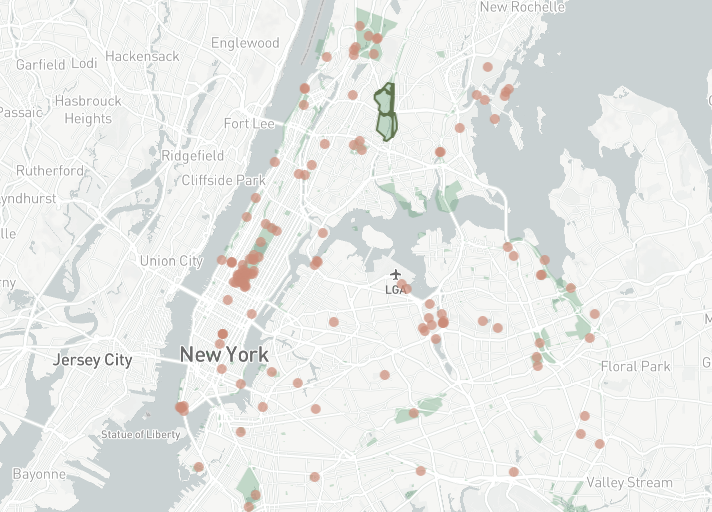 New Rochelle
Englewood
Hackensack
Garfield Lodi
Hasbrouck
Heights
Passaic
Fort Lee
Ridgefield
Rutherford
Cliffside Park
yndhurst
lle
Union City
ny
LGA
New York
Jersey City
Floral Park
G
Statue of Liberty
Bayonne
Valley Stream